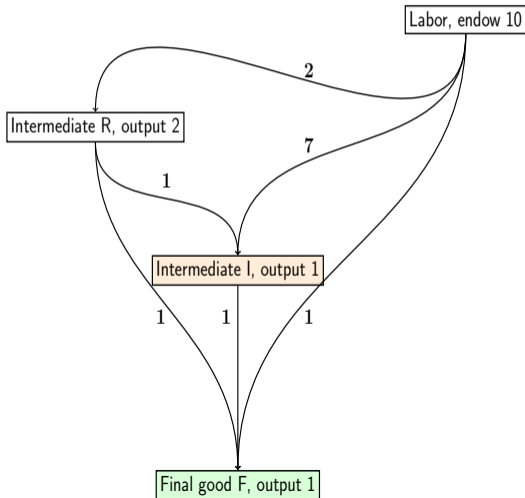 Labor, endow 10
2
Intermediate R, output 2
7
1
Intermediate I, output 1
1
1
1
Final good F, output 1